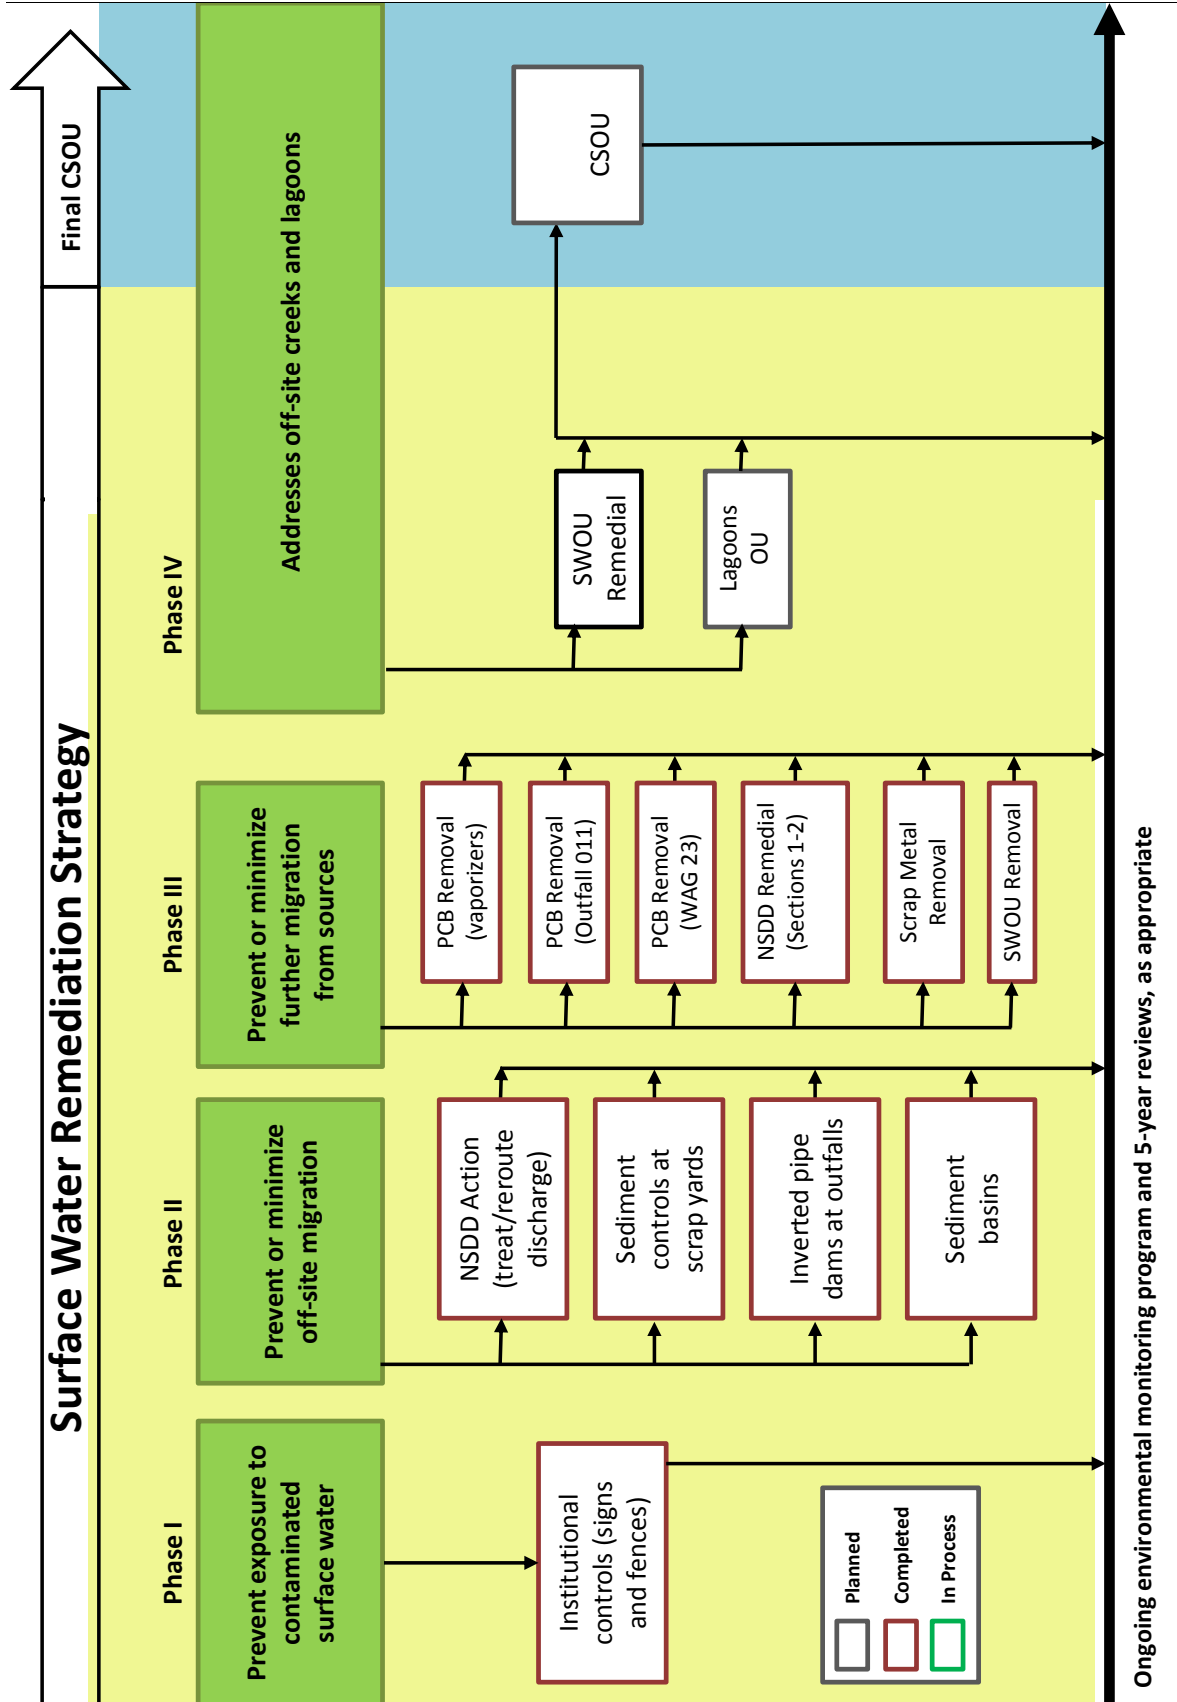 Surface Water Remediation Strategy
Final CSOU
Phase I
Prevent exposure to
contaminated
surface water
Institutional
controls (signs
and fences)
Phase II
Prevent or minimize
off-site migration
NSDD Action
(treat/reroute
discharge)
Sediment
controls at
scrap yards
Inverted pipe
dams at outfalls
Sediment
basins
Phase III
Prevent or minimize
further migration
from sources
PCB Removal
(vaporizers)
PCB Removal
(Outfall 011)
PCB Removal
(WAG 23)
NSDD Remedial
(Sections 1-2)
Scrap Metal
Removal
SWOU Removal
Phase IV
Addresses off-site creeks and lagoons
SWOU
Remedial
Lagoons
OU
CSOU
Planned
Completed
In Process
Ongoing environmental monitoring program and 5-year reviews, as appropriate